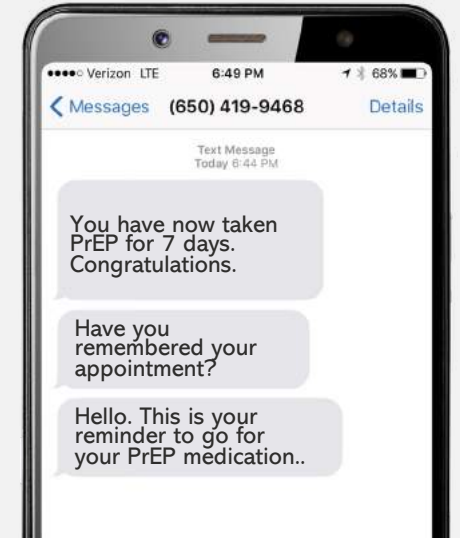 Verizon LTE 6:49 PM 68%
Messages (650) 419-9468 Details
Text Message
Today 6:44 PM
You have now taken
PrEP for 7 days.
Congratulations.
Have you
remembered your
appointment?
Hello. This is your
reminder to go for
your PrEP medication..